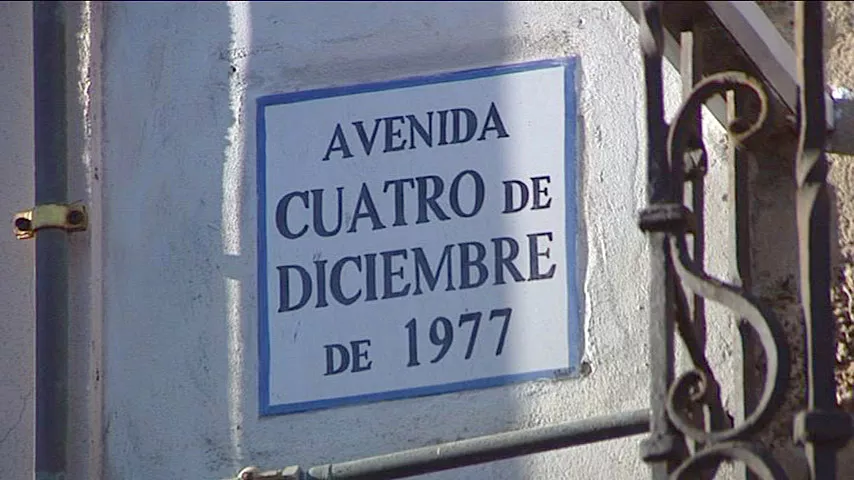 AVENIDA
CUATRO DE
DICIEMBRE
DE 1977